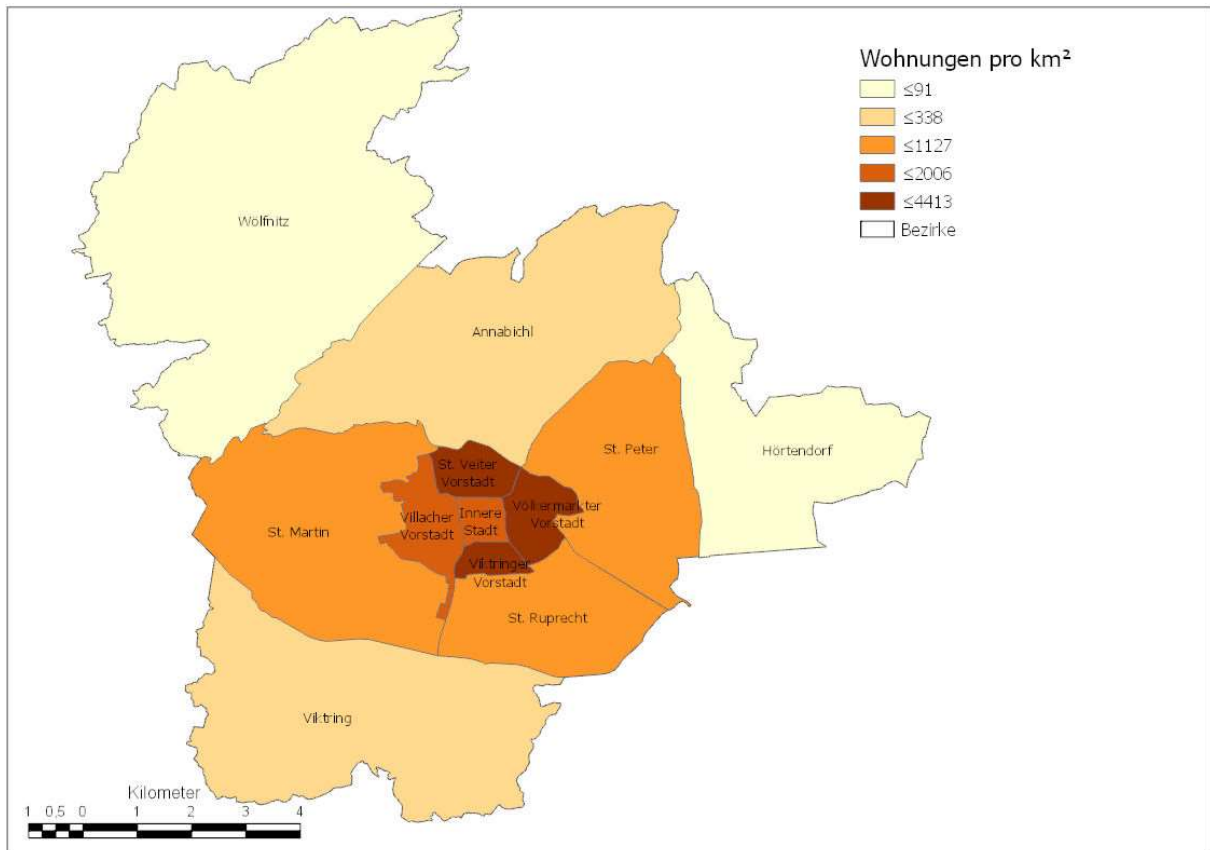 Wohnungen pro km²
≤91
≤338
≤1127
≤2006
≤4413
Bezirke
Wölfnitz
Annabichl
St. Peter
Hörtendorf
St. Veiter
Vorstadt
Völkermarkter
Vorstadt
Villacher
Vorstadt
Innere
Stadt
St. Martin
Viktringer
Vorstadt
St. Ruprecht
Viktring
Kilometer
1 0,5 0 1 2 3 4